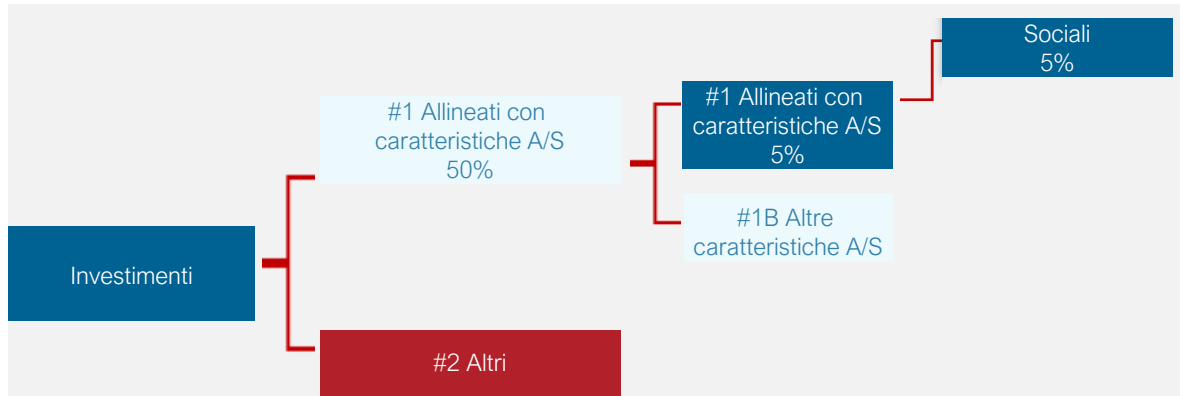 Sociali
5%
#1 Allineati con
caratteristiche A/S
50%
#1 Allineati con
caratteristiche A/S
5%
#1B Altre
caratteristiche A/S
Investimenti
#2 Altri